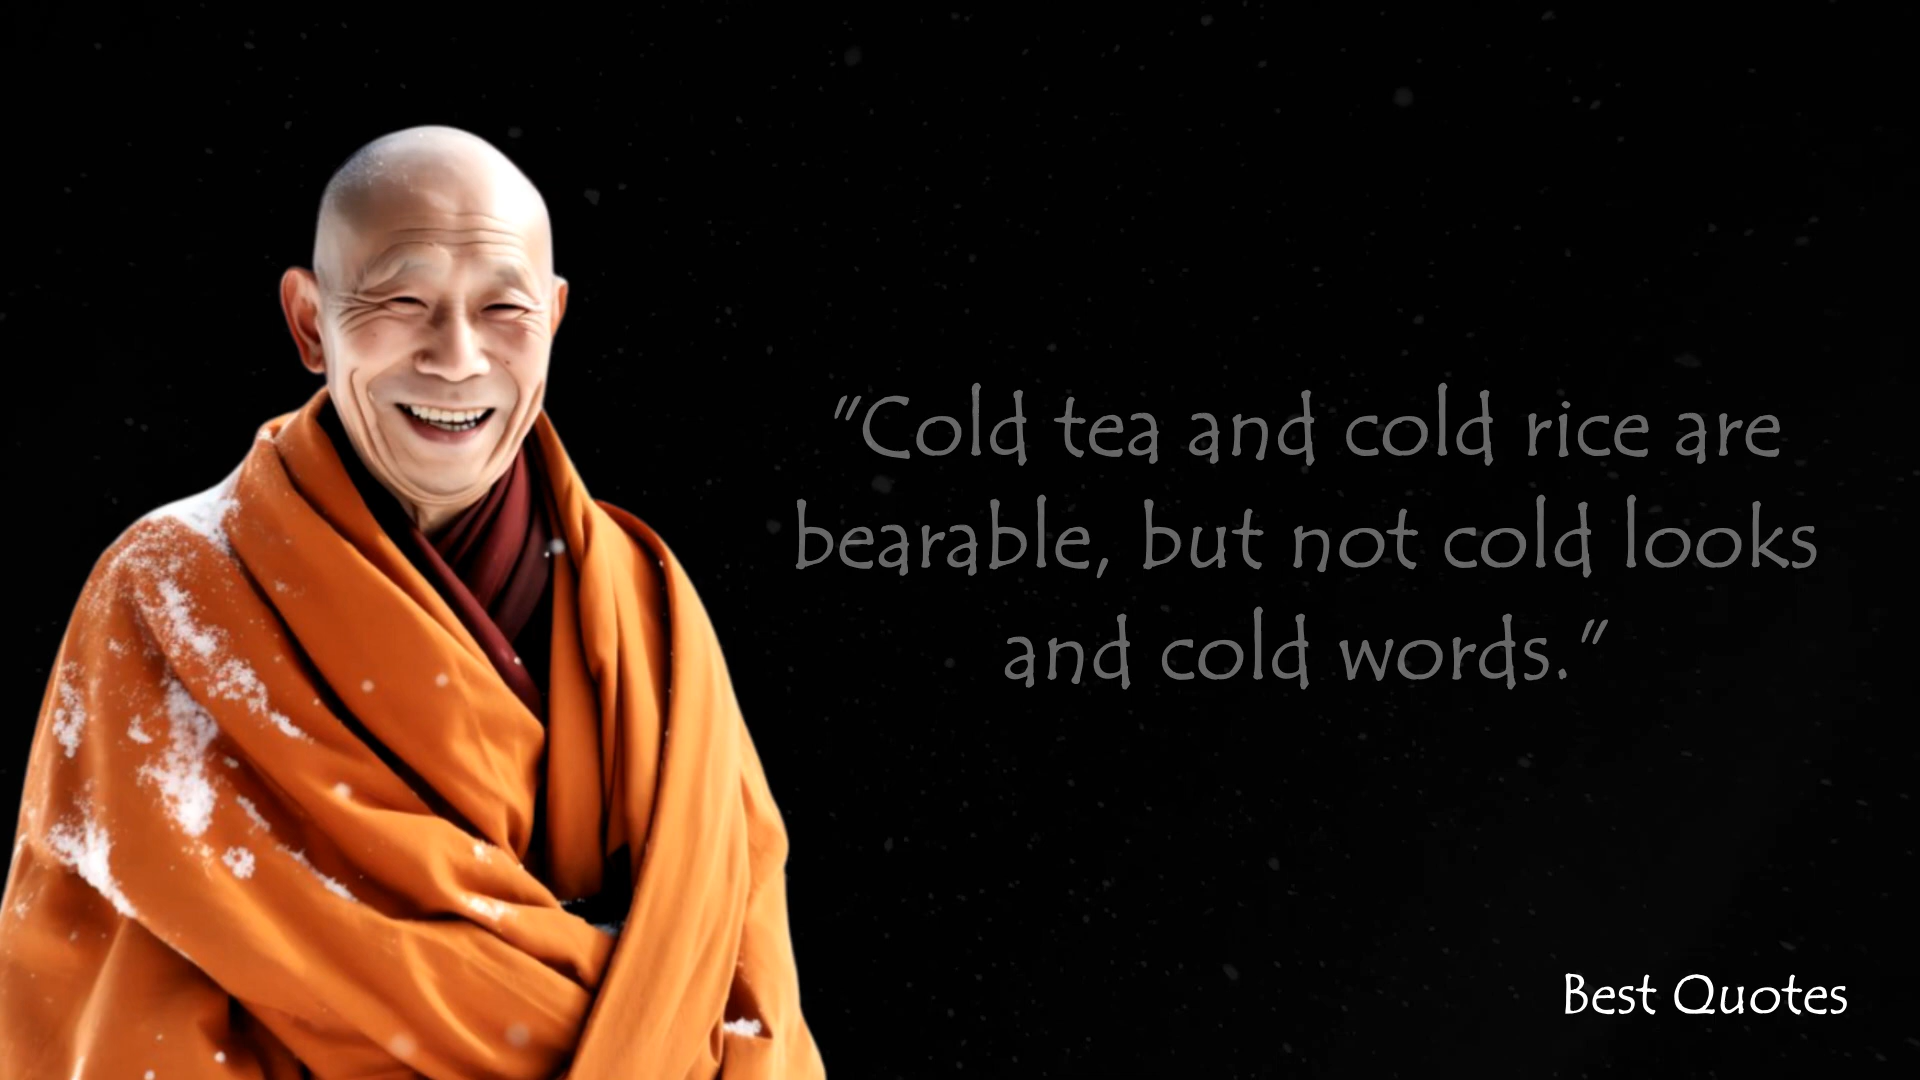 "Cold tea and cold rice are
bearable, but not cold looks
and cold words."
Best Quotes